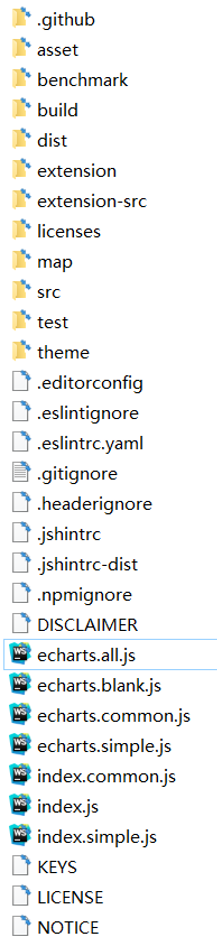 .github
asset
benchmark
build
dist
extension
extension-src
licenses
map
src
test
theme
.editorconfig
.eslintignore
.eslintrc.yaml
.gitignore
.headerignore
.jshintrc
.jshintrc-dist
.npmignore
DISCLAIMER
echarts.all.js
echarts.blank.js
echarts.common.js
echarts.simple.js
index.common.js
index.js
index.simple.js
KEYS
LICENSE
NOTICE